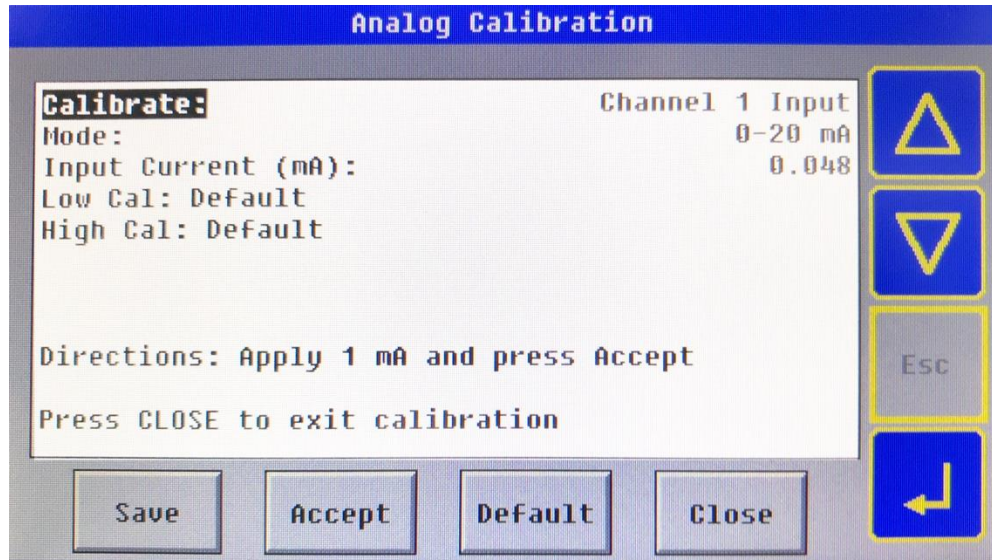 Analog Calibration
Calibrate: Channel 1 Input
Mode: 0-20 mA
Input Current (mA): 0.048
Low Cal: Default
High Cal: Default
Directions: Apply 1 mA and press Accept
Esc
Press CLOSE to exit calibration
Save Accept Default Close